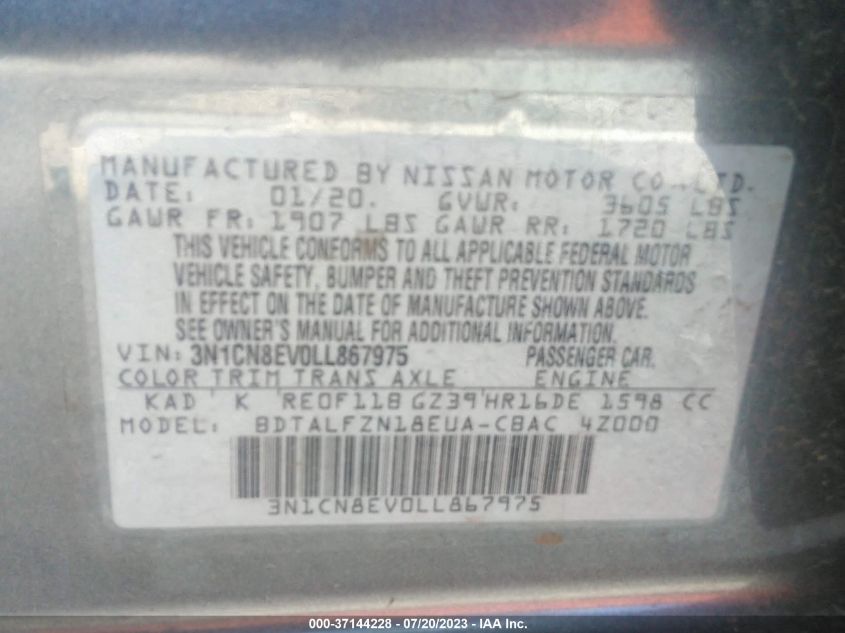 MANUFACTURED BY NISSAN MOTOR CO.,LTD.
DATE: 01/20. GVWR: 3605 LBS
GAWR FR: 1907 LBS GAWR RR: 1720 LBS
THIS VEHICLE CONFORMS TO ALL APPLICABLE FEDERAL MOTOR
VEHICLE SAFETY, BUMPER AND THEFT PREVENTION STANDARDS
IN EFFECT ON THE DATE OF MANUFACTURE SHOWN ABOVE.
SEE OWNER'S MANUAL FOR ADDITIONAL INFORMATION.
VIN: 3N1CN8EV0LL867975 PASSENGER CAR.
COLOR TRIM TRANS AXLE ENGINE
KAD K RE0F11B GZ39 HR16DE 1598 CC
MODEL: BDTALFZN18EUA-CBAC 4Z000
3N1CN8EV0LL867975
000-37144228 - 07/20/2023 - IAA Inc.